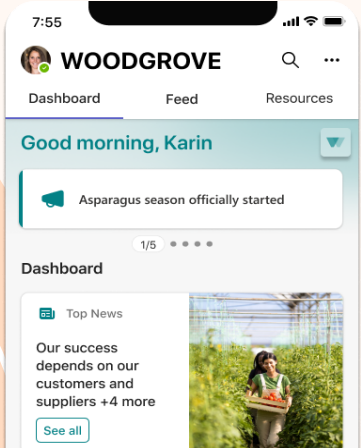 7:55
WOODGROVE
Dashboard Feed Resources
Good morning, Karin
Asparagus season officially started
1/5
Dashboard
Top News
Our success
depends on our
customers and
suppliers +4 more
See all